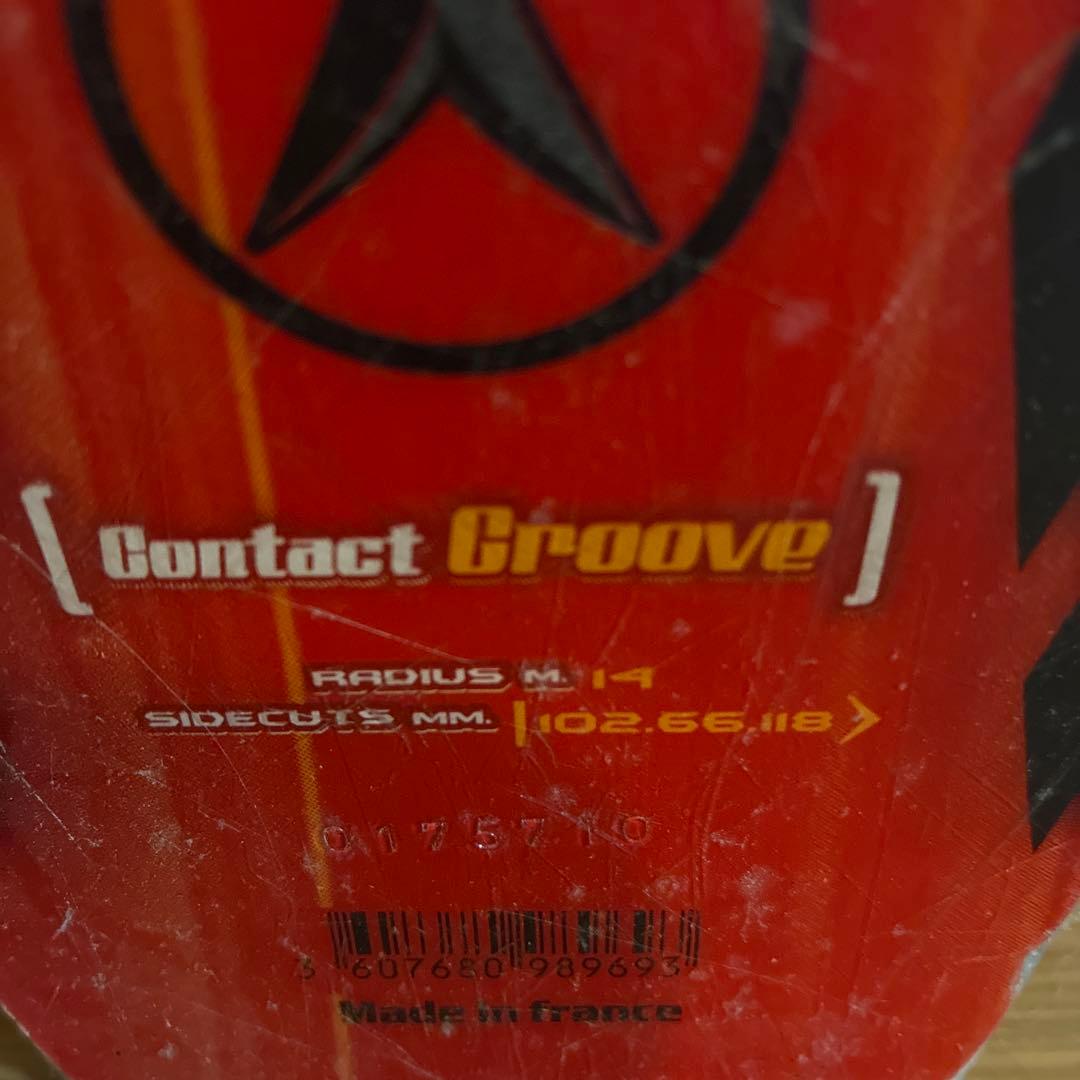 [ Contact Groove ]
RADIUS M. 14
SIDECUTS MM. |102.66.118>
0175710
3 607680 989693
Made in france